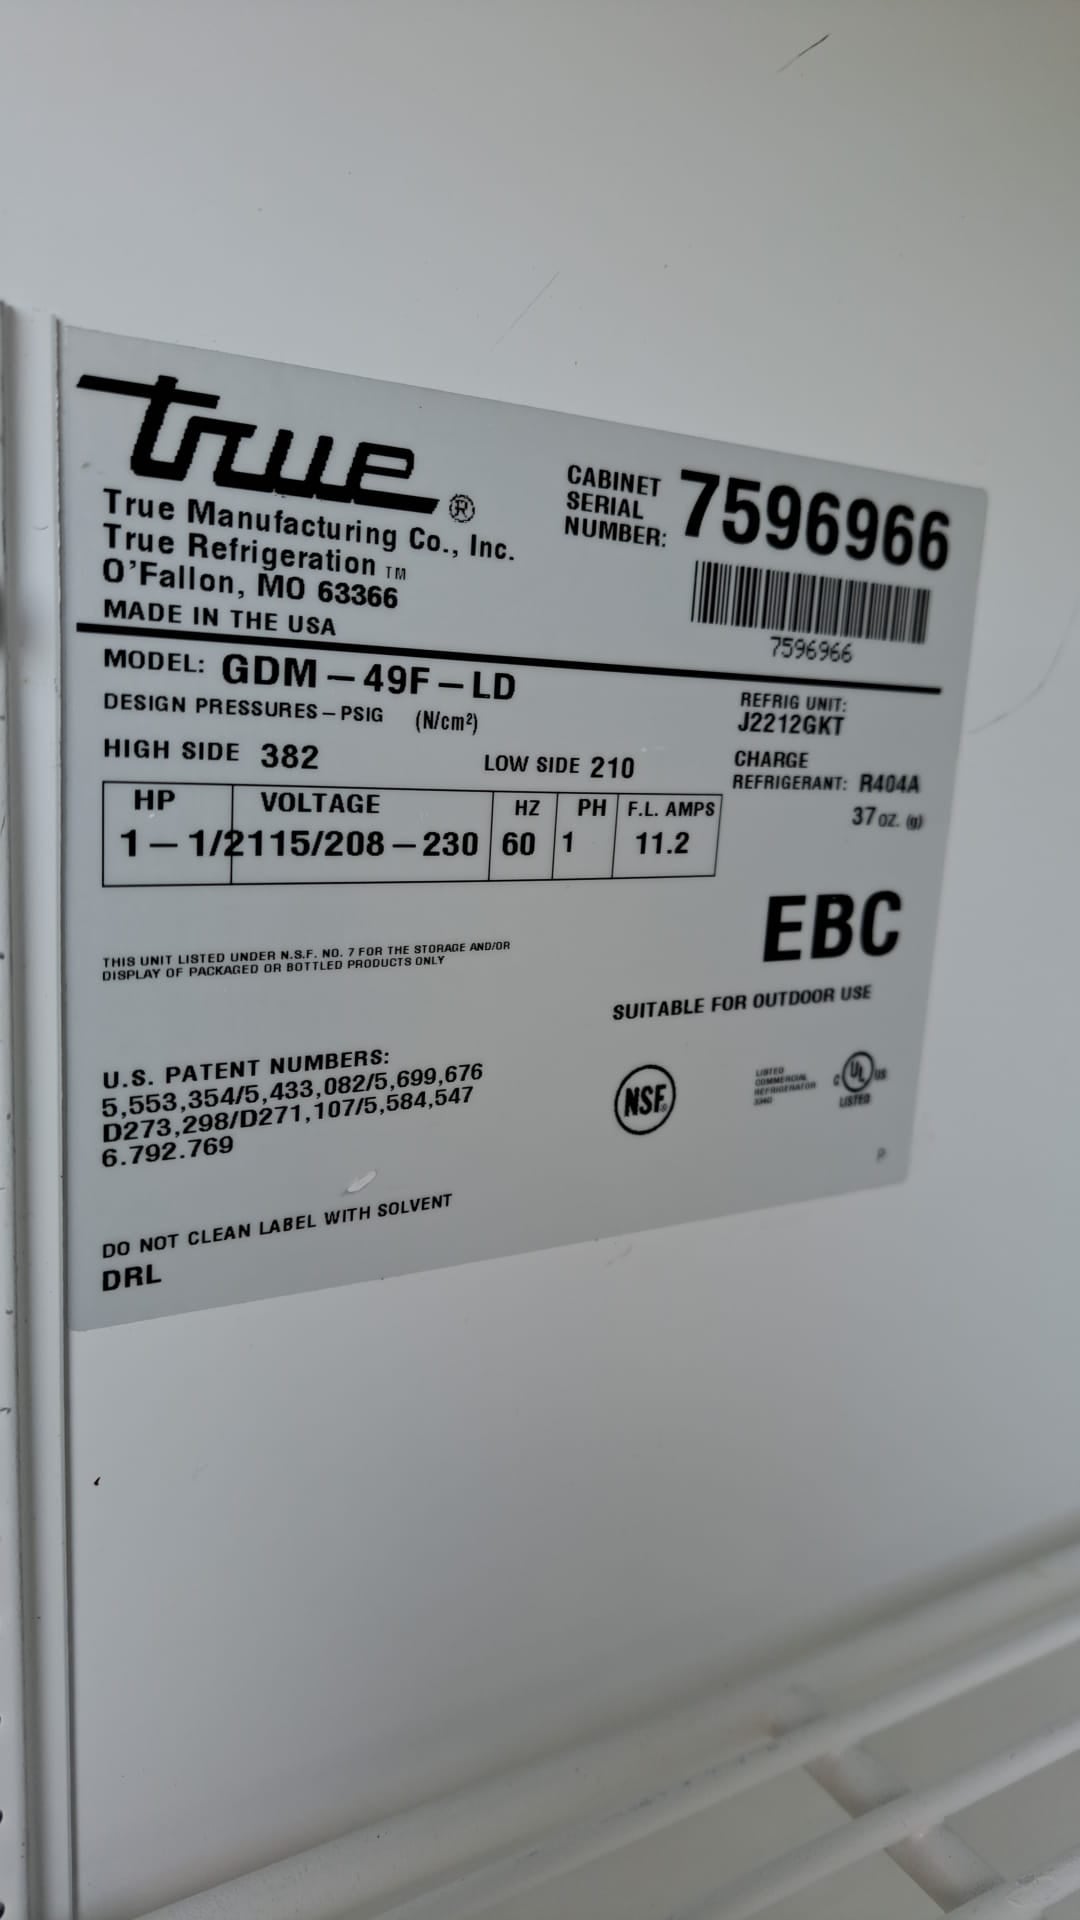 true®
True Manufacturing Co., Inc.
True Refrigeration TM
O'Fallon, MO 63366
MADE IN THE USA
CABINET
SERIAL
NUMBER: 7596966
7596966
MODEL: GDM – 49F – LD
DESIGN PRESSURES – PSIG (N/cm²)
HIGH SIDE 382 LOW SIDE 210
REFRIG UNIT:
J2212GKT
CHARGE
REFRIGERANT: R404A
37 oz. (g)
HP VOLTAGE HZ PH F.L. AMPS
1 – 1/2 115/208 – 230 60 1 11.2
EBC
THIS UNIT LISTED UNDER N.S.F. NO. 7 FOR THE STORAGE AND/OR
DISPLAY OF PACKAGED OR BOTTLED PRODUCTS ONLY
SUITABLE FOR OUTDOOR USE
U.S. PATENT NUMBERS:
5,553,354/5,433,082/5,699,676
D273,298/D271,107/5,584,547
6.792.769
NSF®
LISTED
COMMERCIAL
REFRIGERATOR
C UL US
LISTED
P
DO NOT CLEAN LABEL WITH SOLVENT
DRL